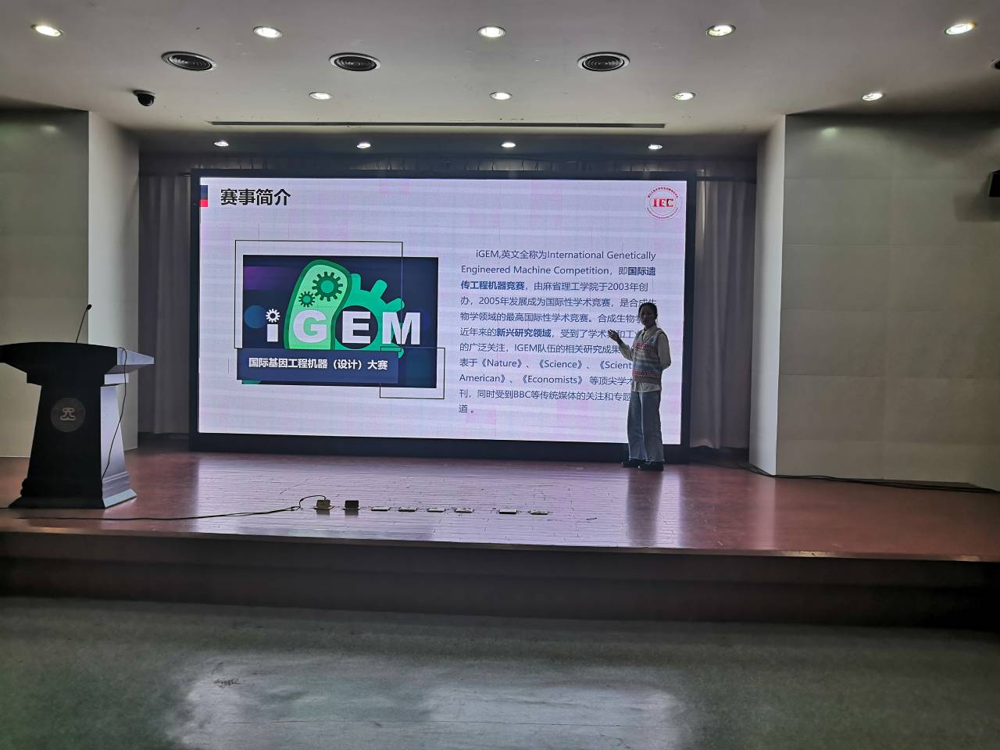 赛事简介
IEC
iGEM
国际基因工程机器（设计）大赛
iGEM,英文全称为International Genetically
Engineered Machine Competition，即国际遗
传工程机器竞赛，由麻省理工学院于2003年创
办，2005年发展成为国际性学术竞赛，是合成
物学领域的最高国际性学术竞赛。合成生物
近年来的新兴研究领域，受到了学术 和工
的广泛关注，IGEM队伍的相关研究成果
表于《Nature》、《Science》、《Scient
American》、《Economists》 等顶尖学术
刊，同时受到BBC等传统媒体的关注和专题
道 。